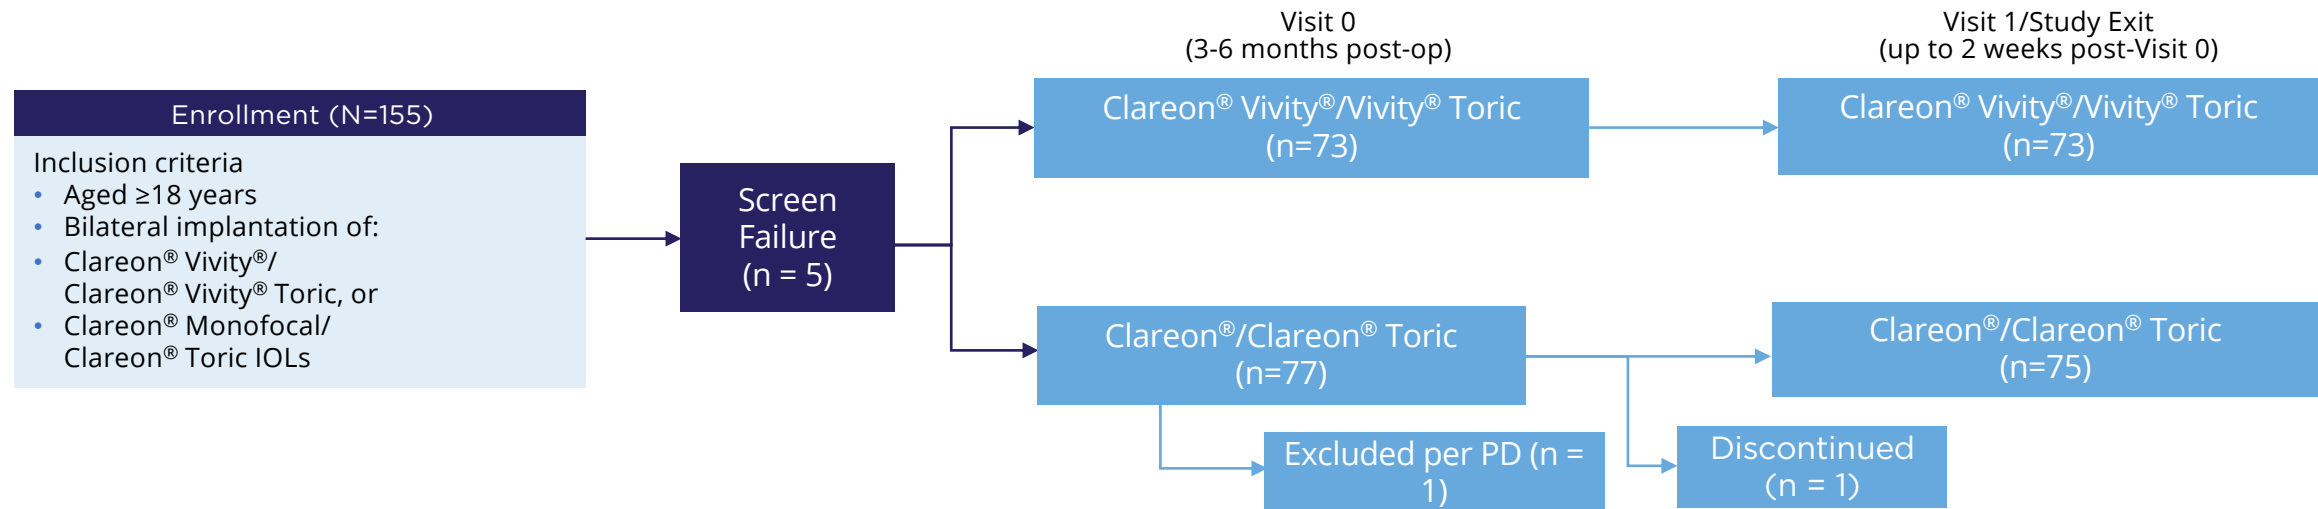 Enrollment (N=155)
Inclusion criteria
• Aged ≥18 years
• Bilateral implantation of:
• Clareon® Vivity®/
Clareon® Vivity® Toric, or
• Clareon® Monofocal/
Clareon® Toric IOLs
Screen
Failure
(n = 5)
Visit 0
(3-6 months post-op)
Clareon® Vivity®/Vivity® Toric
(n=73)
Clareon®/Clareon® Toric
(n=77)
Excluded per PD (n =
1)
Discontinued
(n = 1)
Visit 1/Study Exit
(up to 2 weeks post-Visit 0)
Clareon® Vivity®/Vivity® Toric
(n=73)
Clareon®/Clareon® Toric
(n=75)